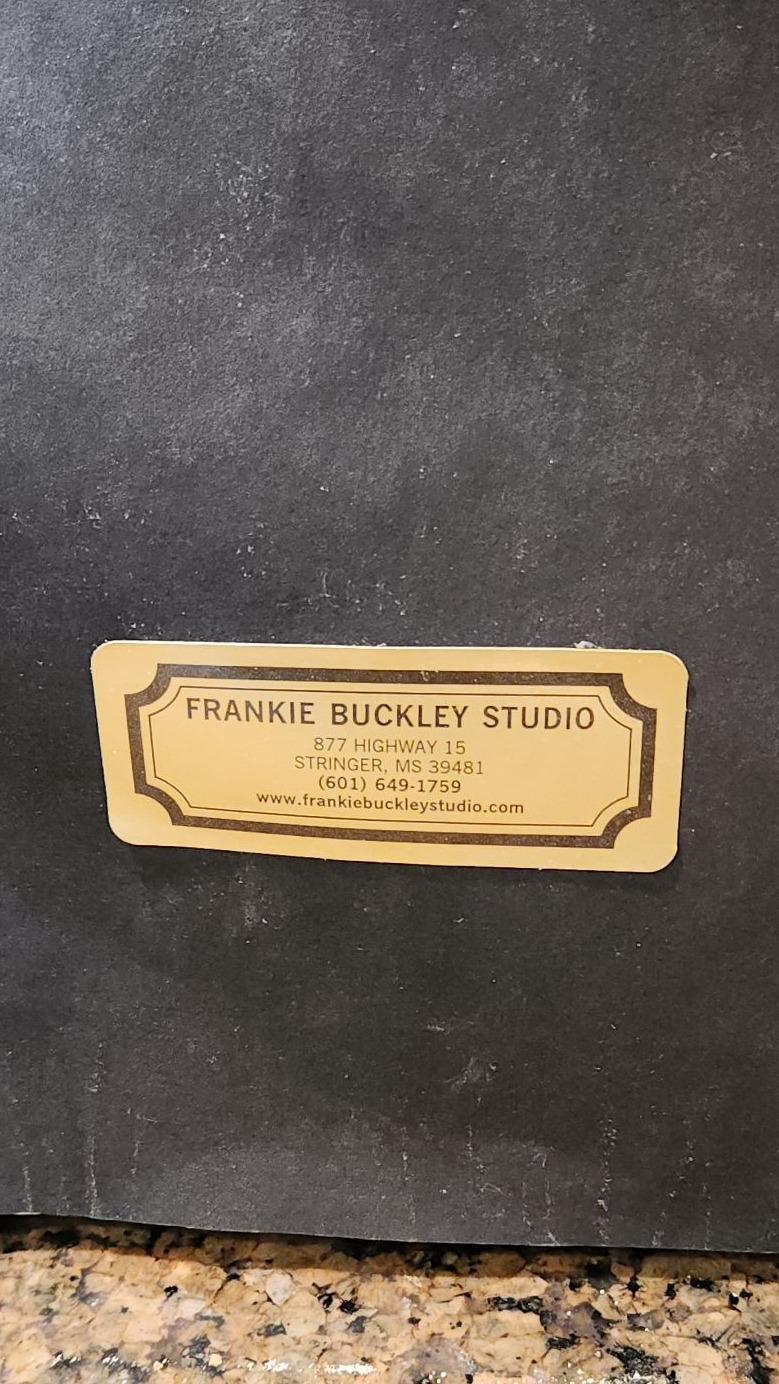 FRANKIE BUCKLEY STUDIO
877 HIGHWAY 15
STRINGER, MS 39481
(601) 649-1759
www.frankiebuckleystudio.com